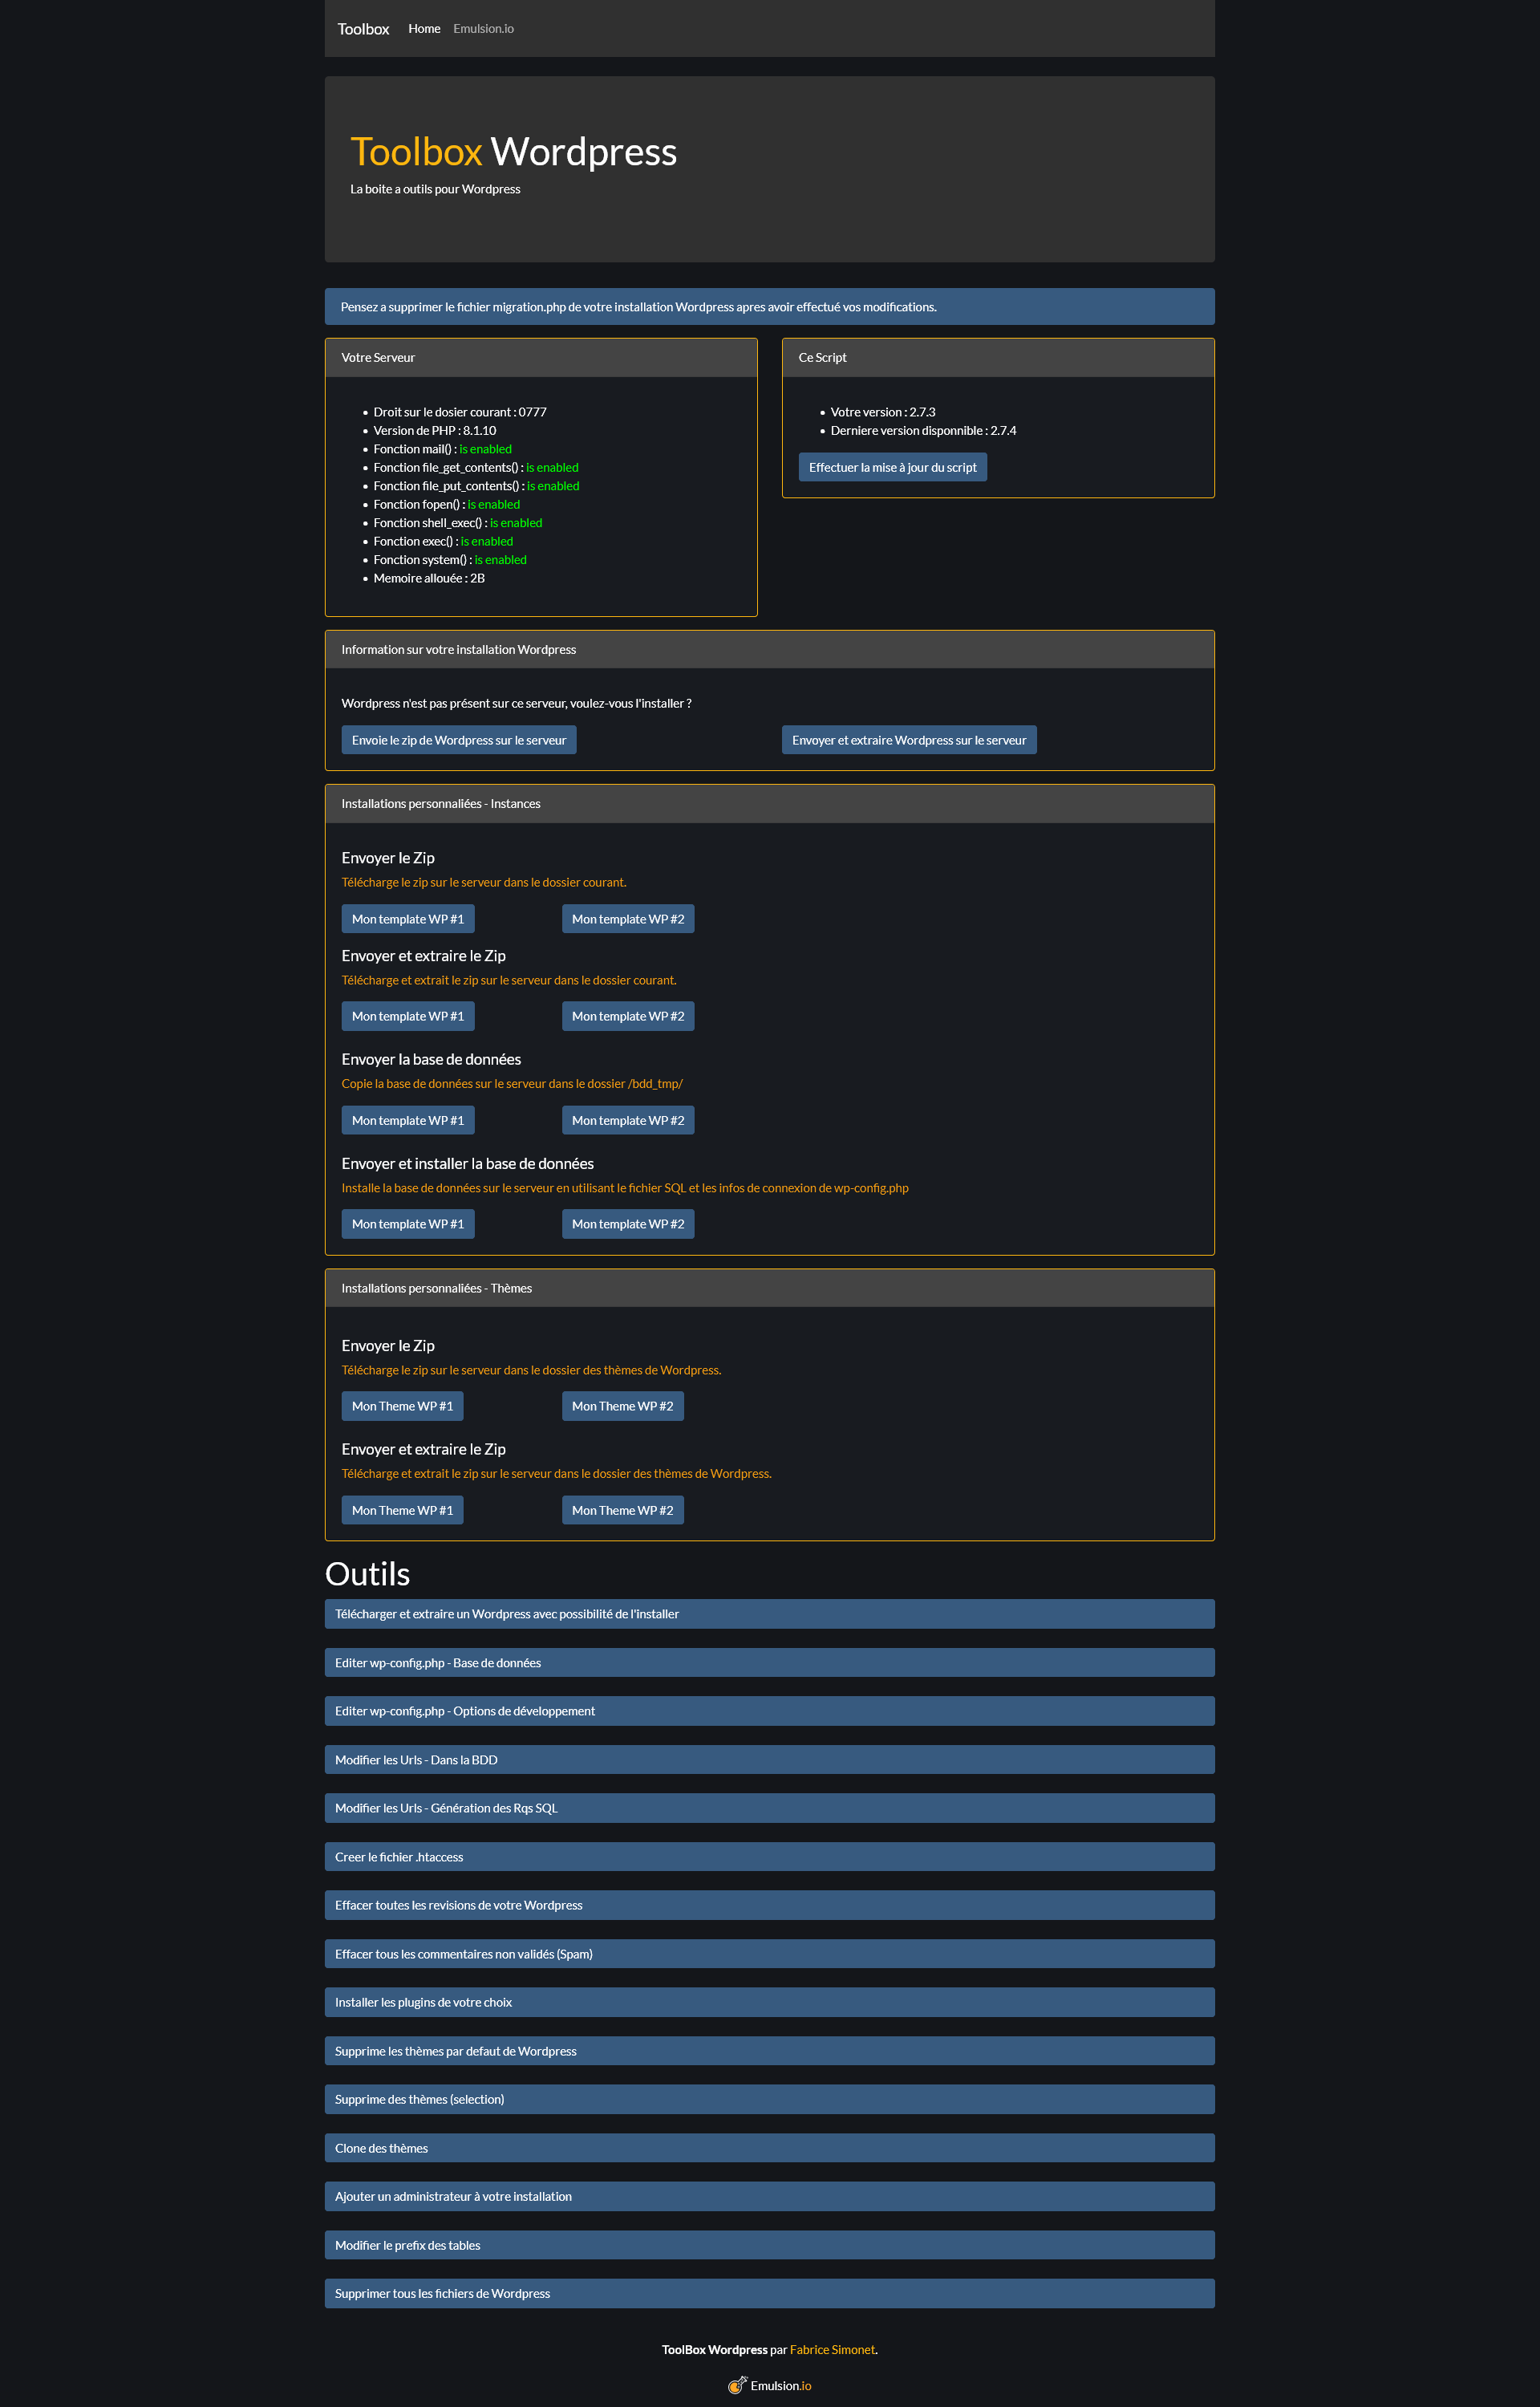 Toolbox Home Emulsion.io
Toolbox Wordpress
La boite a outils pour Wordpress
Pensez a supprimer le fichier migration.php de votre installation Wordpress apres avoir effectué vos modifications.
Votre Serveur
Droit sur le dosier courant : 0777
Version de PHP : 8.1.10
Fonction mail() : is enabled
Fonction file_get_contents() : is enabled
Fonction file_put_contents() : is enabled
Fonction fopen() : is enabled
Fonction shell_exec() : is enabled
Fonction exec() : is enabled
Fonction system() : is enabled
Memoire allouée : 2B
Ce Script
Votre version : 2.7.3
Derniere version disponnible : 2.7.4
Effectuer la mise à jour du script
Information sur votre installation Wordpress
Wordpress n'est pas présent sur ce serveur, voulez-vous l'installer ?
Envoie le zip de Wordpress sur le serveur
Envoyer et extraire Wordpress sur le serveur
Installations personnaliées - Instances
Envoyer le Zip
Télécharge le zip sur le serveur dans le dossier courant.
Mon template WP #1
Mon template WP #2
Envoyer et extraire le Zip
Télécharge et extrait le zip sur le serveur dans le dossier courant.
Mon template WP #1
Mon template WP #2
Envoyer la base de données
Copie la base de données sur le serveur dans le dossier /bdd_tmp/
Mon template WP #1
Mon template WP #2
Envoyer et installer la base de données
Installe la base de données sur le serveur en utilisant le fichier SQL et les infos de connexion de wp-config.php
Mon template WP #1
Mon template WP #2
Installations personnaliées - Thèmes
Envoyer le Zip
Télécharge le zip sur le serveur dans le dossier des thèmes de Wordpress.
Mon Theme WP #1
Mon Theme WP #2
Envoyer et extraire le Zip
Télécharge et extrait le zip sur le serveur dans le dossier des thèmes de Wordpress.
Mon Theme WP #1
Mon Theme WP #2
Outils
Télécharger et extraire un Wordpress avec possibilité de l'installer
Editer wp-config.php - Base de données
Editer wp-config.php - Options de développement
Modifier les Urls - Dans la BDD
Modifier les Urls - Génération des Rqs SQL
Creer le fichier .htaccess
Effacer toutes les revisions de votre Wordpress
Effacer tous les commentaires non validés (Spam)
Installer les plugins de votre choix
Supprime les thèmes par defaut de Wordpress
Supprime des thèmes (selection)
Clone des thèmes
Ajouter un administrateur à votre installation
Modifier le prefix des tables
Supprimer tous les fichiers de Wordpress
ToolBox Wordpress par Fabrice Simonet.
Emulsion.io